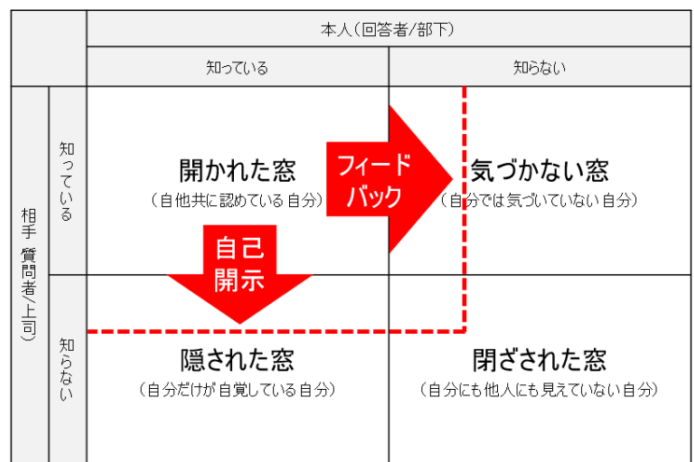 本人(回答者/部下)
知っている
知らない
相手(質問者/上司)
知っている
開かれた窓
(自他共に認めている自分)
フィード
バック
気づかない窓
(自分では気づいていない自分)
自己
開示
知らない
隠された窓
(自分だけが自覚している自分)
閉ざされた窓
(自分にも他人にも見えていない自分)